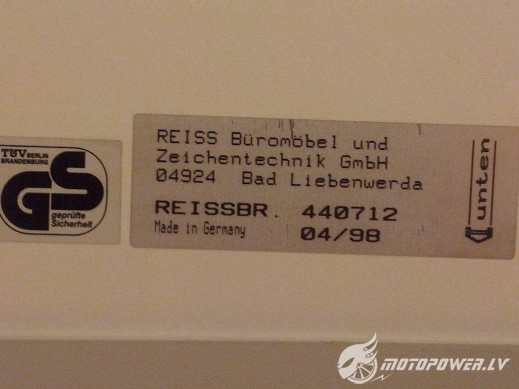 TÜV BERLIN
BRANDENBURG
GS
geprüfte
Sicherheit
REISS Büromöbel und
Zeichentechnik GmbH
04924 Bad Liebenwerda
REISSBR. 440712
Made in Germany 04/98
unten
MOTOPOWER.LV